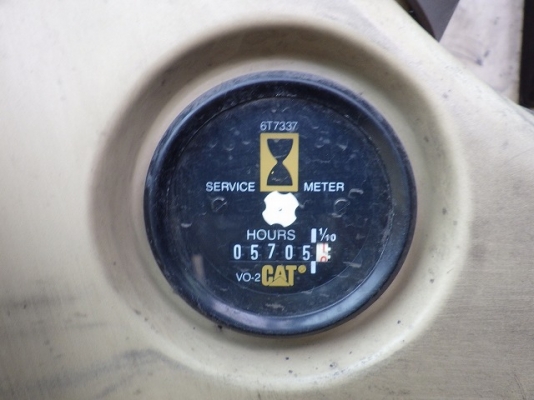 6T7337
SERVICE METER
HOURS 1/10
05705
VO-2 CAT®